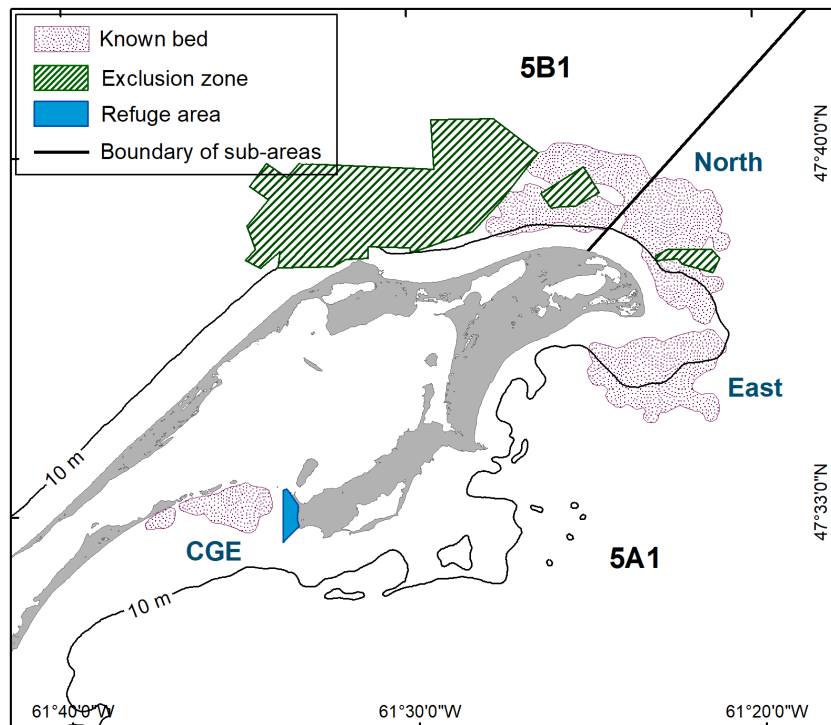 Known bed
Exclusion zone
Refuge area
Boundary of sub-areas
5B1
47°40'0"N
North
East
10 m
47°33'0"N
CGE
5A1
10 m
61°40'0"W
61°30'0"W
61°20'0"W